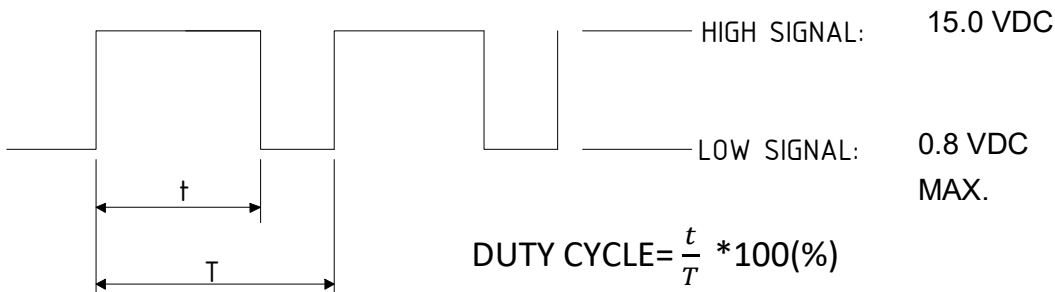 HIGH SIGNAL: 15.0 VDC
LOW SIGNAL: 0.8 VDC
MAX.
t
DUTY CYCLE= t/T *100(%)
T